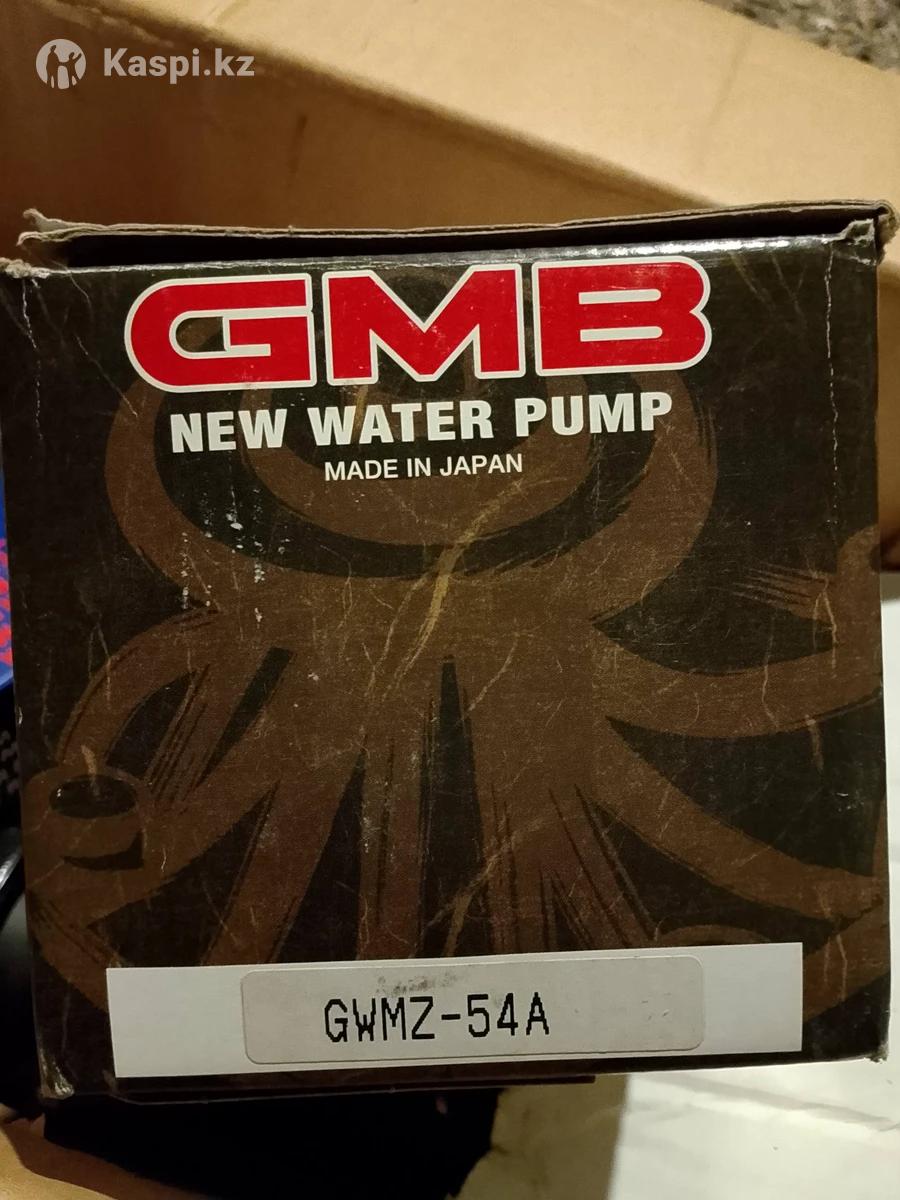 Kaspi.kz
GMB
NEW WATER PUMP
MADE IN JAPAN
GWMZ-54A